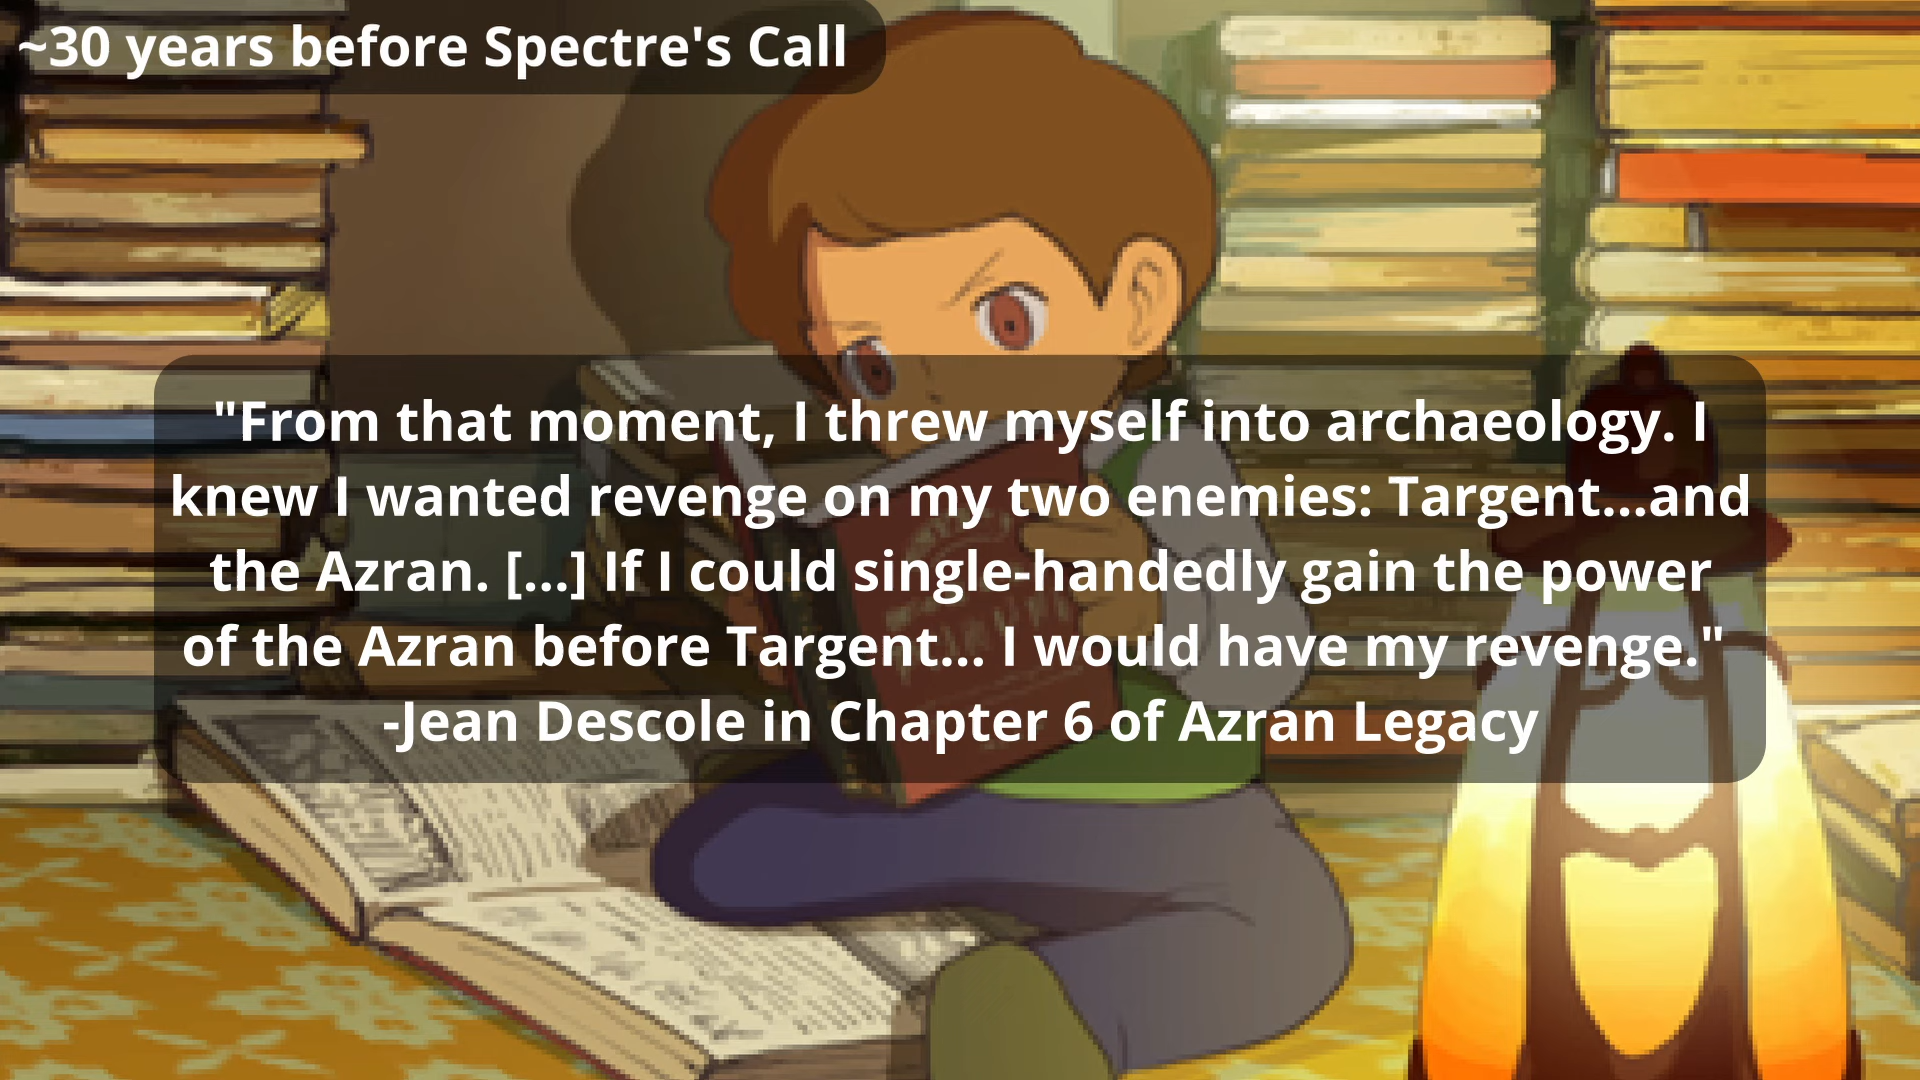 ~30 years before Spectre's Call
"From that moment, I threw myself into archaeology. I
knew I wanted revenge on my two enemies: Targent...and
the Azran. [...] If I could single-handedly gain the power
of the Azran before Targent... I would have my revenge."
-Jean Descole in Chapter 6 of Azran Legacy